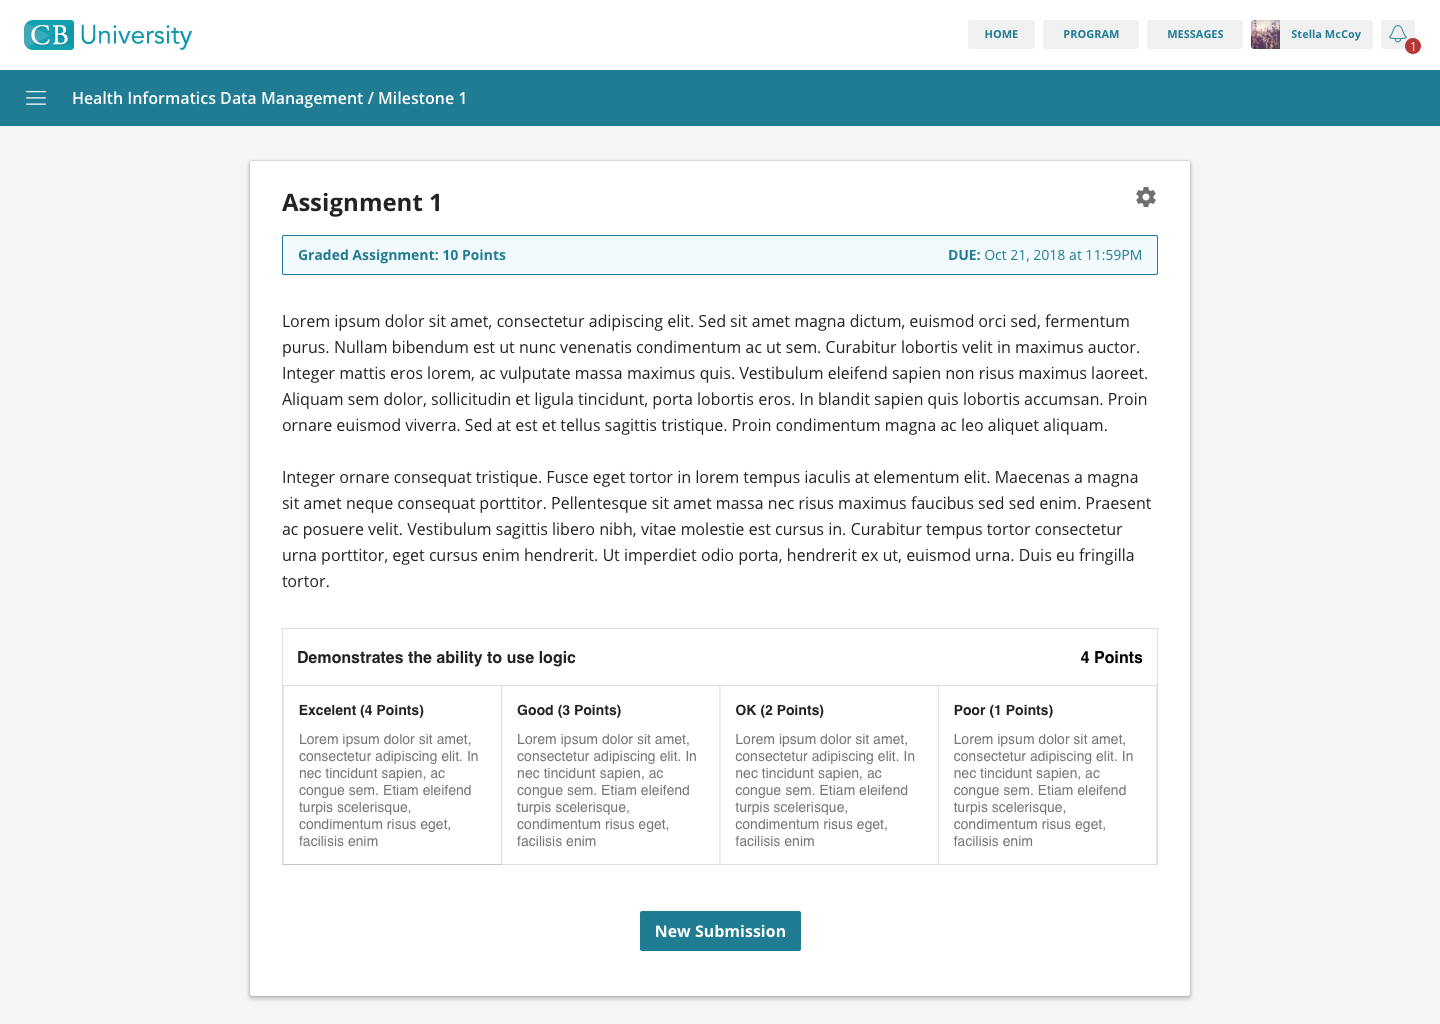 CB University
HOME
PROGRAM
MESSAGES
Stella McCoy
1
Health Informatics Data Management / Milestone 1
Assignment 1
Graded Assignment: 10 Points
DUE: Oct 21, 2018 at 11:59PM
Lorem ipsum dolor sit amet, consectetur adipiscing elit. Sed sit amet magna dictum, euismod orci sed, fermentum
purus. Nullam bibendum est ut nunc venenatis condimentum ac ut sem. Curabitur lobortis velit in maximus auctor.
Integer mattis eros lorem, ac vulputate massa maximus quis. Vestibulum eleifend sapien non risus maximus laoreet.
Aliquam sem dolor, sollicitudin et ligula tincidunt, porta lobortis eros. In blandit sapien quis lobortis accumsan. Proin
ornare euismod viverra. Sed at est et tellus sagittis tristique. Proin condimentum magna ac leo aliquet aliquam.
Integer ornare consequat tristique. Fusce eget tortor in lorem tempus iaculis at elementum elit. Maecenas a magna
sit amet neque consequat porttitor. Pellentesque sit amet massa nec risus maximus faucibus sed sed enim. Praesent
ac posuere velit. Vestibulum sagittis libero nibh, vitae molestie est cursus in. Curabitur tempus tortor consectetur
urna porttitor, eget cursus enim hendrerit. Ut imperdiet odio porta, hendrerit ex ut, euismod urna. Duis eu fringilla
tortor.
Demonstrates the ability to use logic
4 Points
Excelent (4 Points)
Lorem ipsum dolor sit amet,
consectetur adipiscing elit. In
nec tincidunt sapien, ac
congue sem. Etiam eleifend
turpis scelerisque,
condimentum risus eget,
facilisis enim
Good (3 Points)
Lorem ipsum dolor sit amet,
consectetur adipiscing elit. In
nec tincidunt sapien, ac
congue sem. Etiam eleifend
turpis scelerisque,
condimentum risus eget,
facilisis enim
OK (2 Points)
Lorem ipsum dolor sit amet,
consectetur adipiscing elit. In
nec tincidunt sapien, ac
congue sem. Etiam eleifend
turpis scelerisque,
condimentum risus eget,
facilisis enim
Poor (1 Points)
Lorem ipsum dolor sit amet,
consectetur adipiscing elit. In
nec tincidunt sapien, ac
congue sem. Etiam eleifend
turpis scelerisque,
condimentum risus eget,
facilisis enim
New Submission